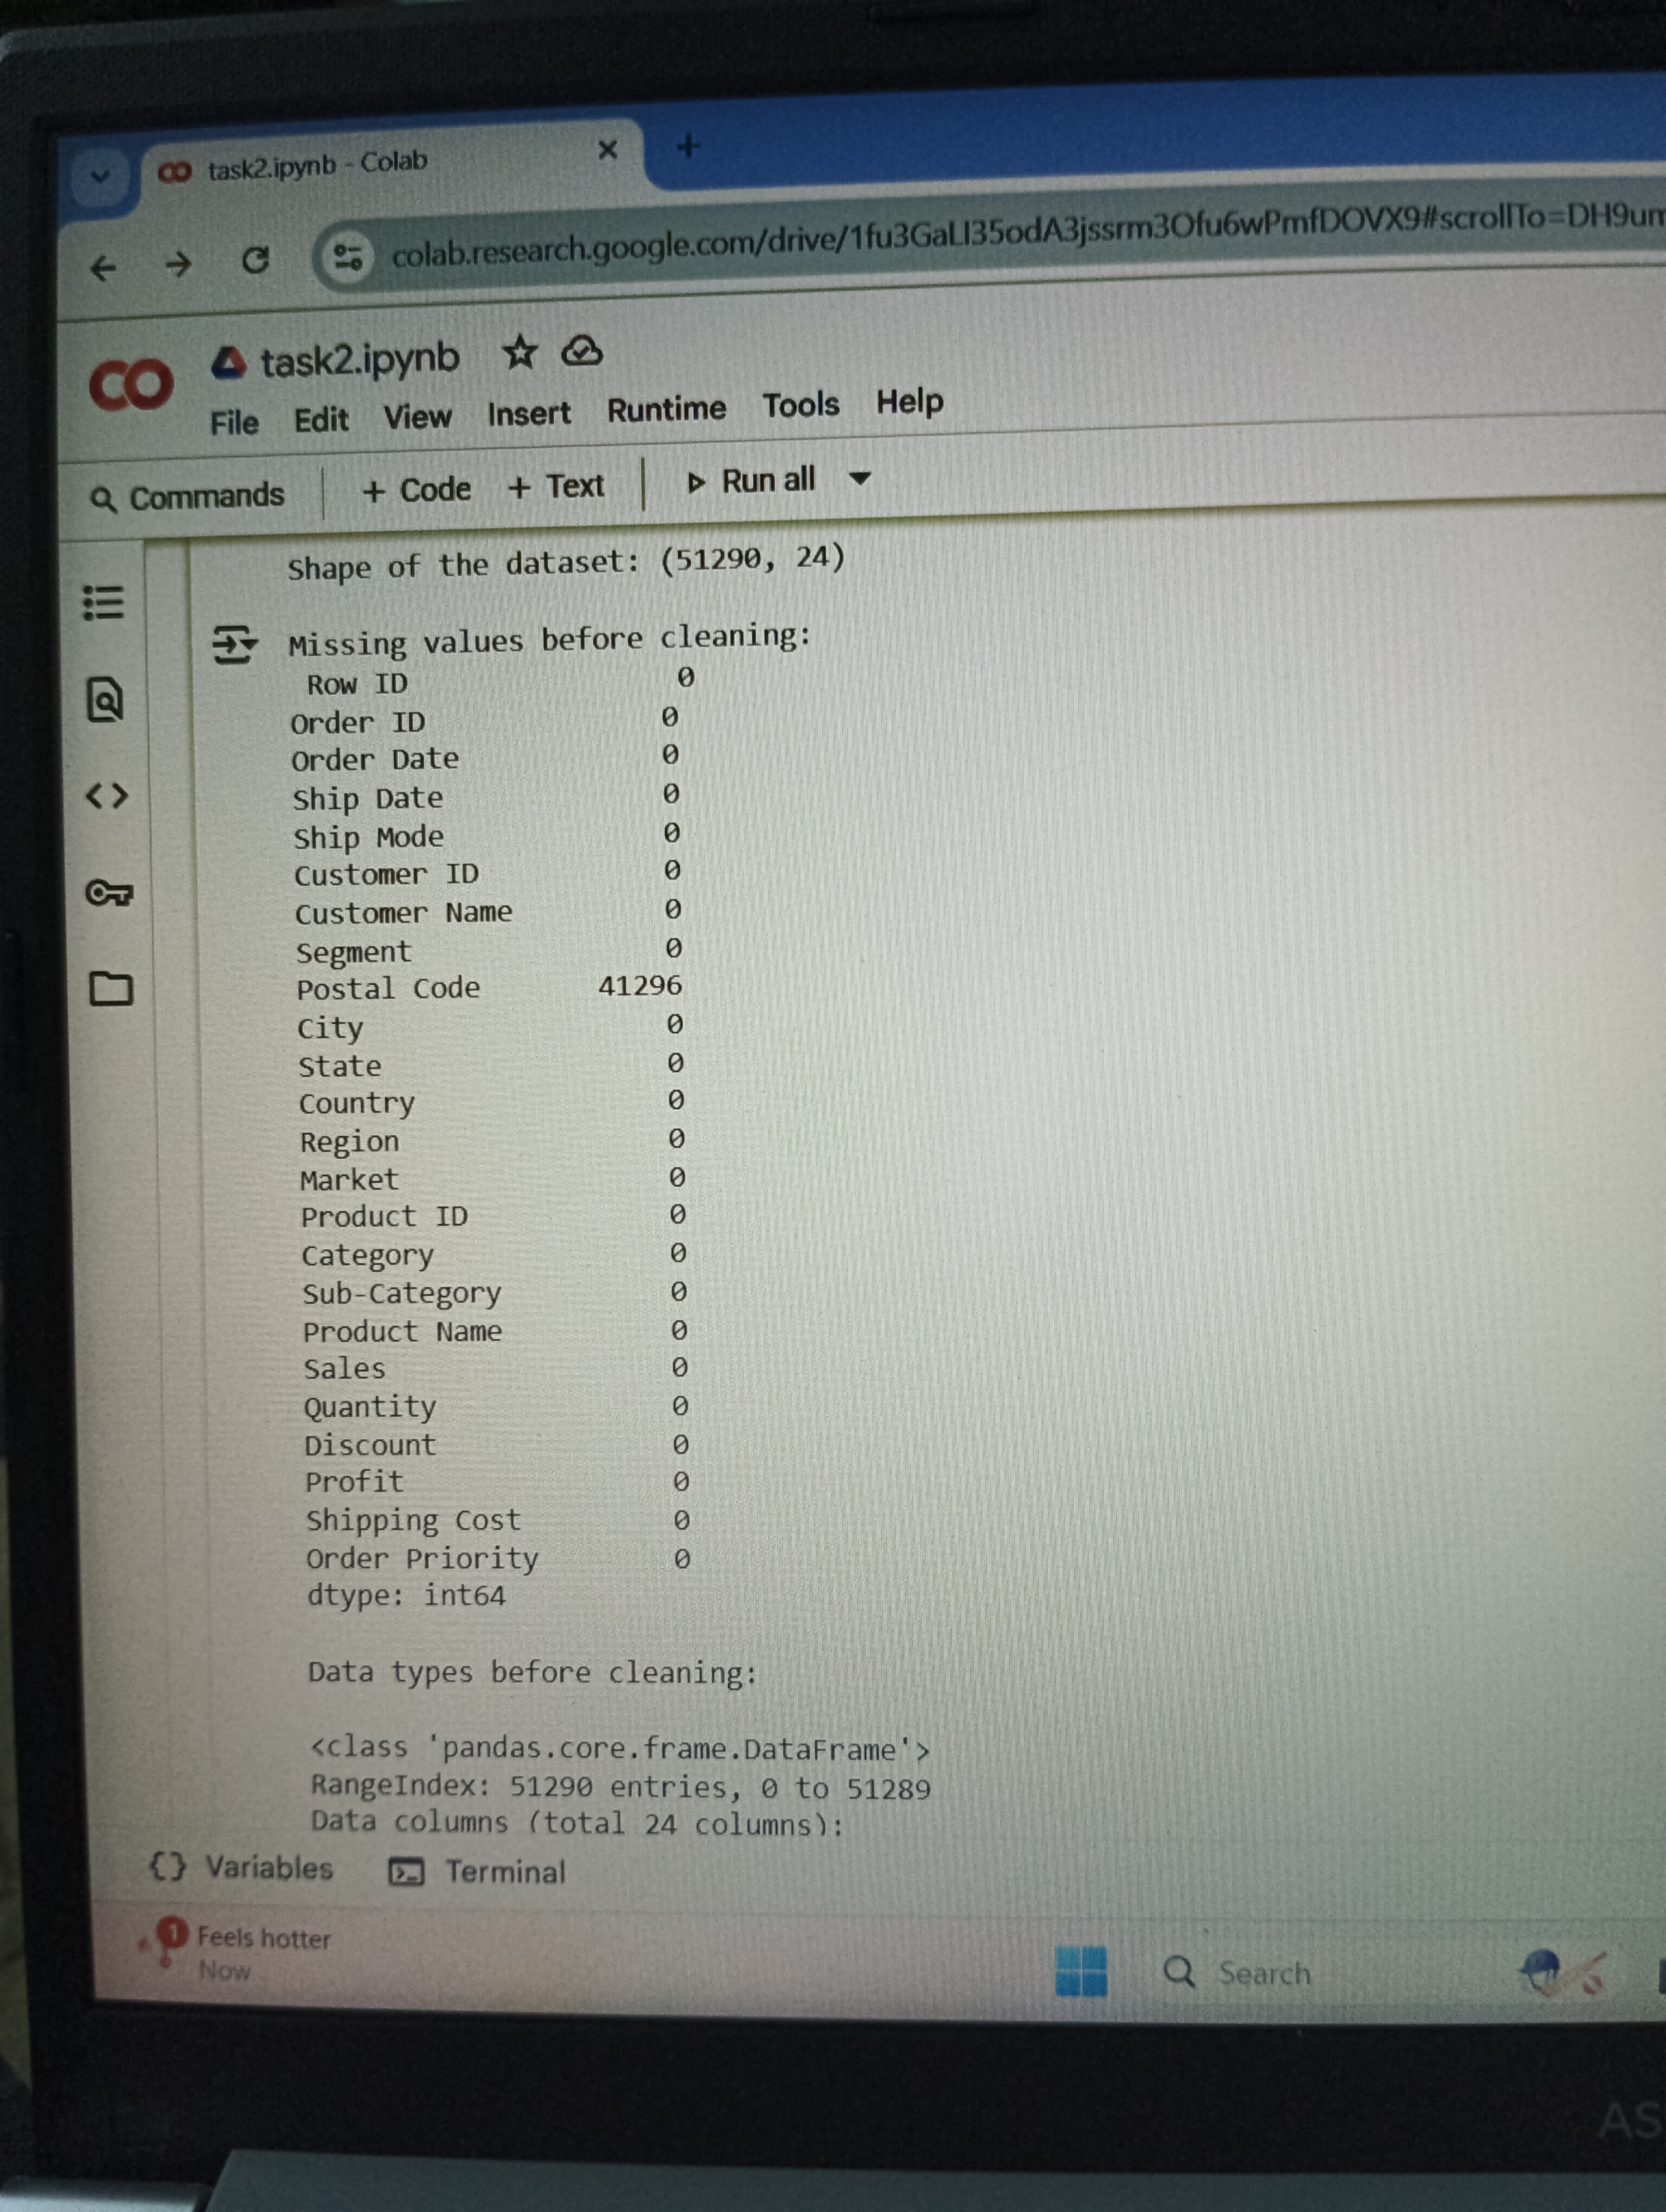 task2.ipynb - Colab
colab.research.google.com/drive/1fu3GaLI35odA3jssrm3Ofu6wPmfDOVX9#scrollTo=DH9um
CO task2.ipynb
File Edit View Insert Runtime Tools Help
Commands + Code + Text Run all
Shape of the dataset: (51290, 24)
Missing values before cleaning:
Row ID 0
Order ID 0
Order Date 0
Ship Date 0
Ship Mode 0
Customer ID 0
Customer Name 0
Segment 0
Postal Code 41296
City 0
State 0
Country 0
Region 0
Market 0
Product ID 0
Category 0
Sub-Category 0
Product Name 0
Sales 0
Quantity 0
Discount 0
Profit 0
Shipping Cost 0
Order Priority 0
dtype: int64
Data types before cleaning:
<class 'pandas.core.frame.DataFrame'>
RangeIndex: 51290 entries, 0 to 51289
Data columns (total 24 columns):
{} Variables Terminal
1 Feels hotter
Now
Search
AS